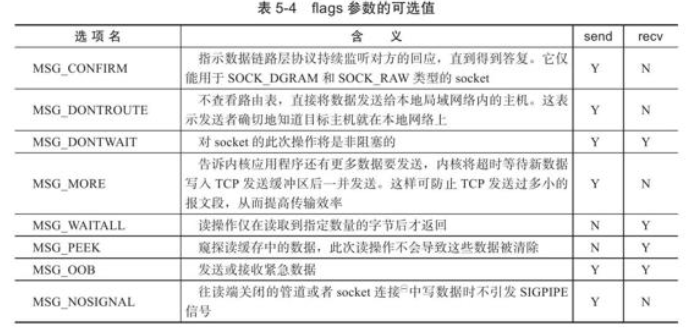 表 5-4 flags 参数的可选值
选 项 名 含 义 send recv
MSG_CONFIRM 指示数据链路层协议持续监听对方的回应，直到得到答复。它仅
能用于 SOCK_DGRAM 和 SOCK_RAW 类型的 socket Y N
MSG_DONTROUTE 不查看路由表，直接将数据发送给本地局域网络内的主机。这表
示发送者确切地知道目标主机就在本地网络上 Y N
MSG_DONTWAIT 对 socket 的此次操作将是非阻塞的 Y Y
告诉内核应用程序还有更多数据要发送，内核将超时等待新数据
MSG_MORE 写入 TCP 发送缓冲区后一并发送。这样可防止 TCP 发送过多小的 Y N
报文段，从而提高传输效率
MSG_WAITALL 读操作仅在读取到指定数量的字节后才返回 N Y
MSG_PEEK 窥探读缓存中的数据，此次读操作不会导致这些数据被清除 N Y
MSG_OOB 发送或接收紧急数据 Y Y
MSG_NOSIGNAL 往读端关闭的管道或者 socket 连接㊀中写数据时不引发 SIGPIPE
信号 Y N